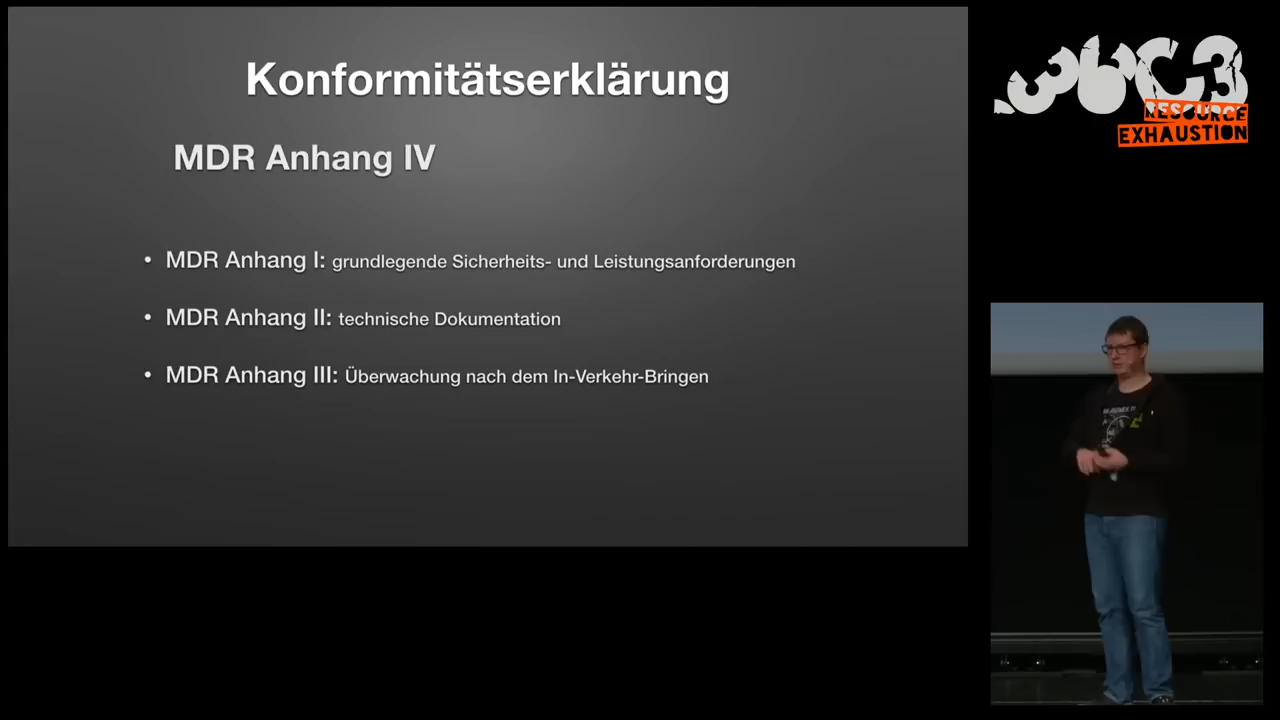 Konformitätserklärung
MDR Anhang IV
• MDR Anhang I: grundlegende Sicherheits- und Leistungsanforderungen
• MDR Anhang II: technische Dokumentation
• MDR Anhang III: Überwachung nach dem In-Verkehr-Bringen
36C3
RESOURCE
EXHAUSTION